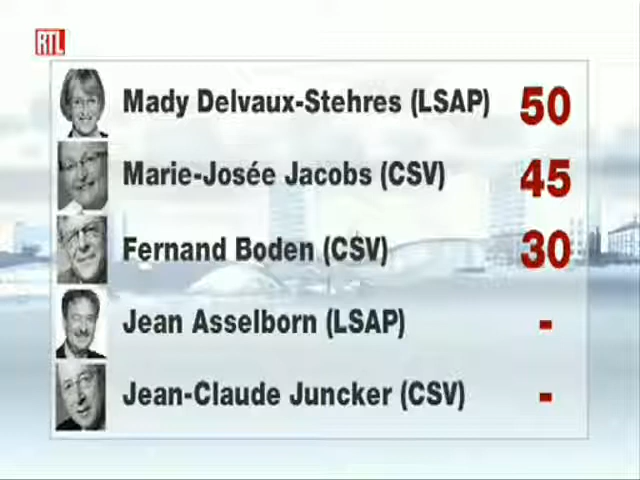 RTL
Mady Delvaux-Stehres (LSAP) 50
Marie-Josée Jacobs (CSV) 45
Fernand Boden (CSV) 30
Jean Asselborn (LSAP) -
Jean-Claude Juncker (CSV) -